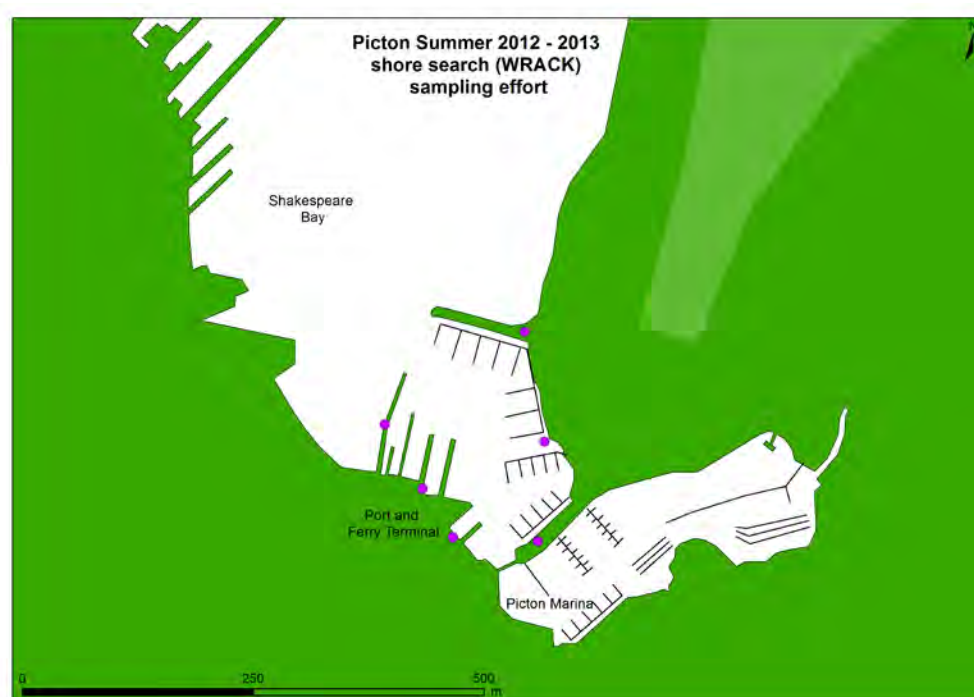 Picton Summer 2012 - 2013
shore search (WRACK)
sampling effort
Shakespeare
Bay
Port and
Ferry Terminal
Picton Marina
0 250 500
m